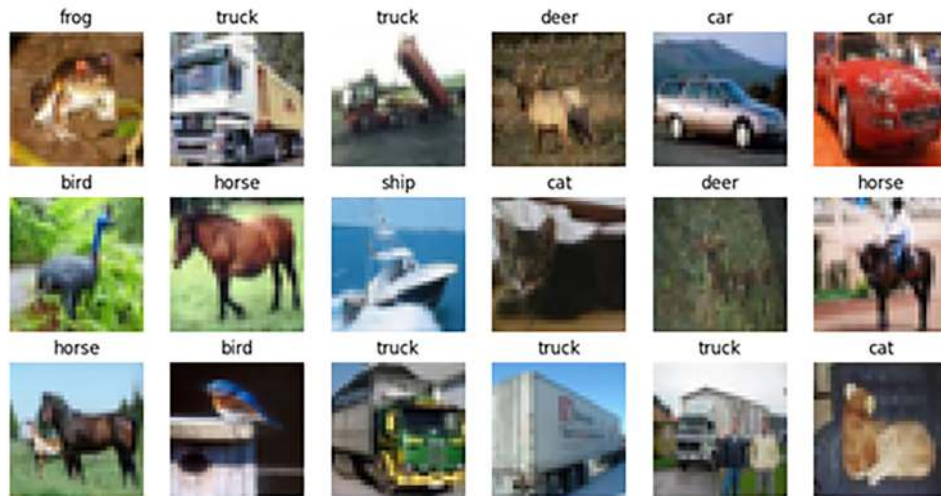 frog truck truck deer car car
bird horse ship cat deer horse
horse bird truck truck truck cat